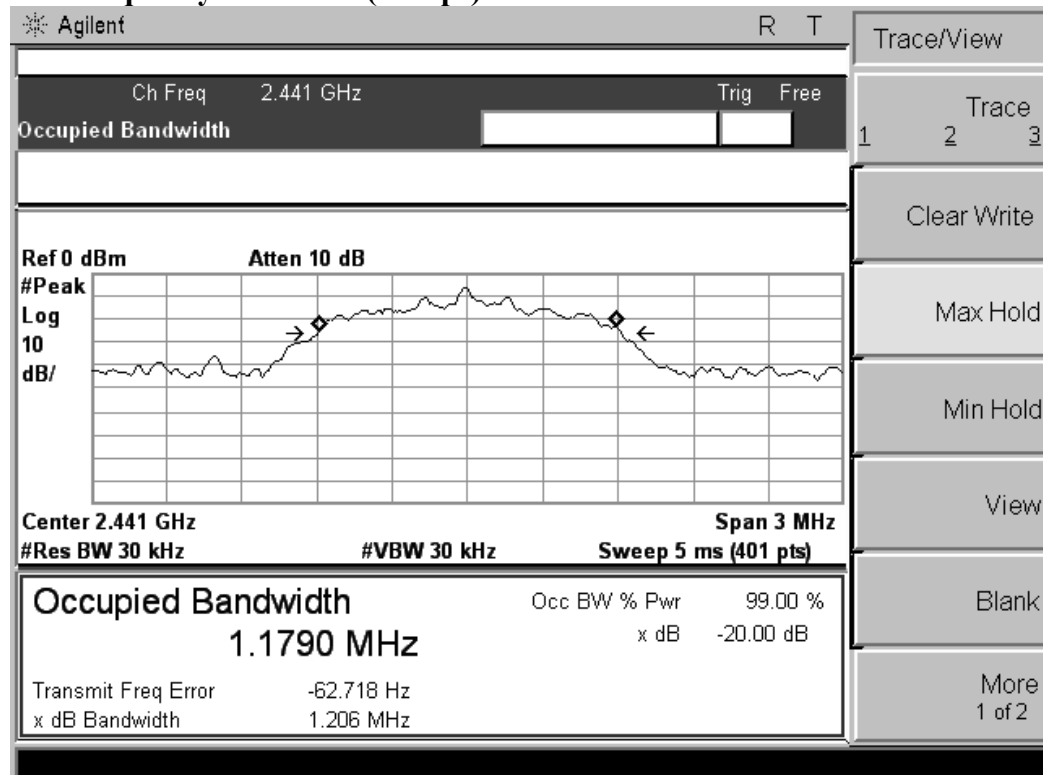 Agilent R T
Trace/View
Ch Freq 2.441 GHz Trig Free
Occupied Bandwidth
Trace
1 2 3
Clear Write
Max Hold
Min Hold
View
Blank
More
1 of 2
Ref 0 dBm Atten 10 dB
#Peak
Log
10
dB/
Center 2.441 GHz Span 3 MHz
#Res BW 30 kHz #VBW 30 kHz Sweep 5 ms (401 pts)
Occupied Bandwidth Occ BW % Pwr 99.00 %
1.1790 MHz x dB -20.00 dB
Transmit Freq Error -62.718 Hz
x dB Bandwidth 1.206 MHz